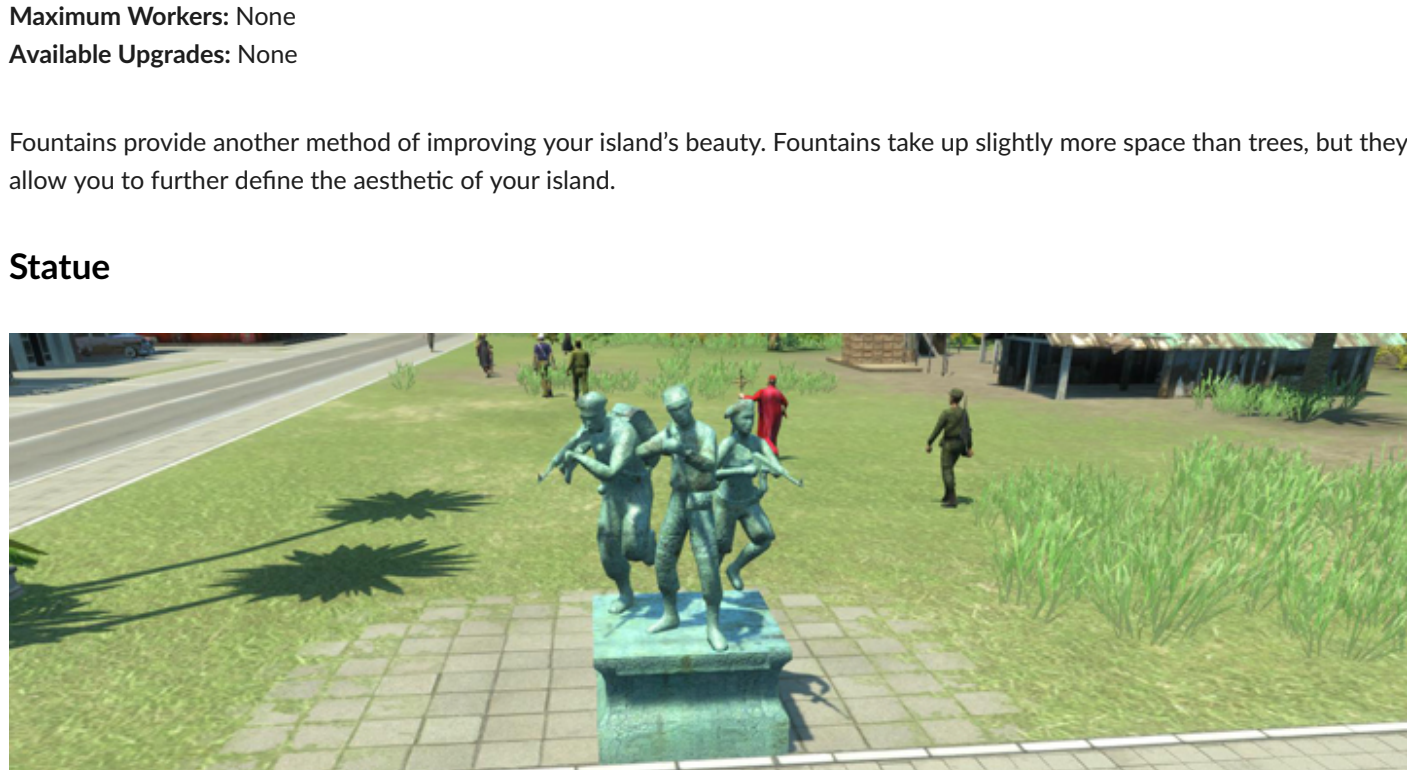 Maximum Workers: None
Available Upgrades: None
Fountains provide another method of improving your island’s beauty. Fountains take up slightly more space than trees, but they
allow you to further define the aesthetic of your island.
Statue